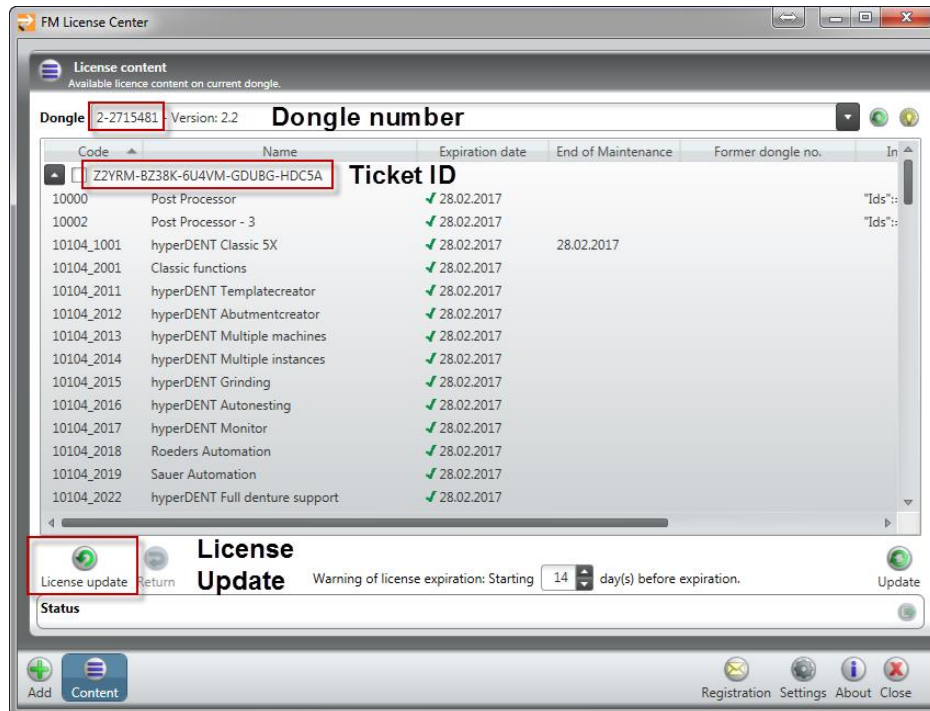 FM License Center
License content
Available licence content on current dongle.
Dongle 2-2715481 - Version: 2.2 Dongle number
Code Name Expiration date End of Maintenance Former dongle no. In
Z2YRM-BZ38K-6U4VM-GDUBG-HDC5A Ticket ID
10000 Post Processor 28.02.2017 "Ids"::
10002 Post Processor - 3 28.02.2017 "Ids"::
10104_1001 hyperDENT Classic 5X 28.02.2017 28.02.2017
10104_2001 Classic functions 28.02.2017
10104_2011 hyperDENT Templatecreator 28.02.2017
10104_2012 hyperDENT Abutmentcreator 28.02.2017
10104_2013 hyperDENT Multiple machines 28.02.2017
10104_2014 hyperDENT Multiple instances 28.02.2017
10104_2015 hyperDENT Grinding 28.02.2017
10104_2016 hyperDENT Autonesting 28.02.2017
10104_2017 hyperDENT Monitor 28.02.2017
10104_2018 Roeders Automation 28.02.2017
10104_2019 Sauer Automation 28.02.2017
10104_2022 hyperDENT Full denture support 28.02.2017
License
Update
License update Return Warning of license expiration: Starting 14 day(s) before expiration. Update
Status
Add Content Registration Settings About Close